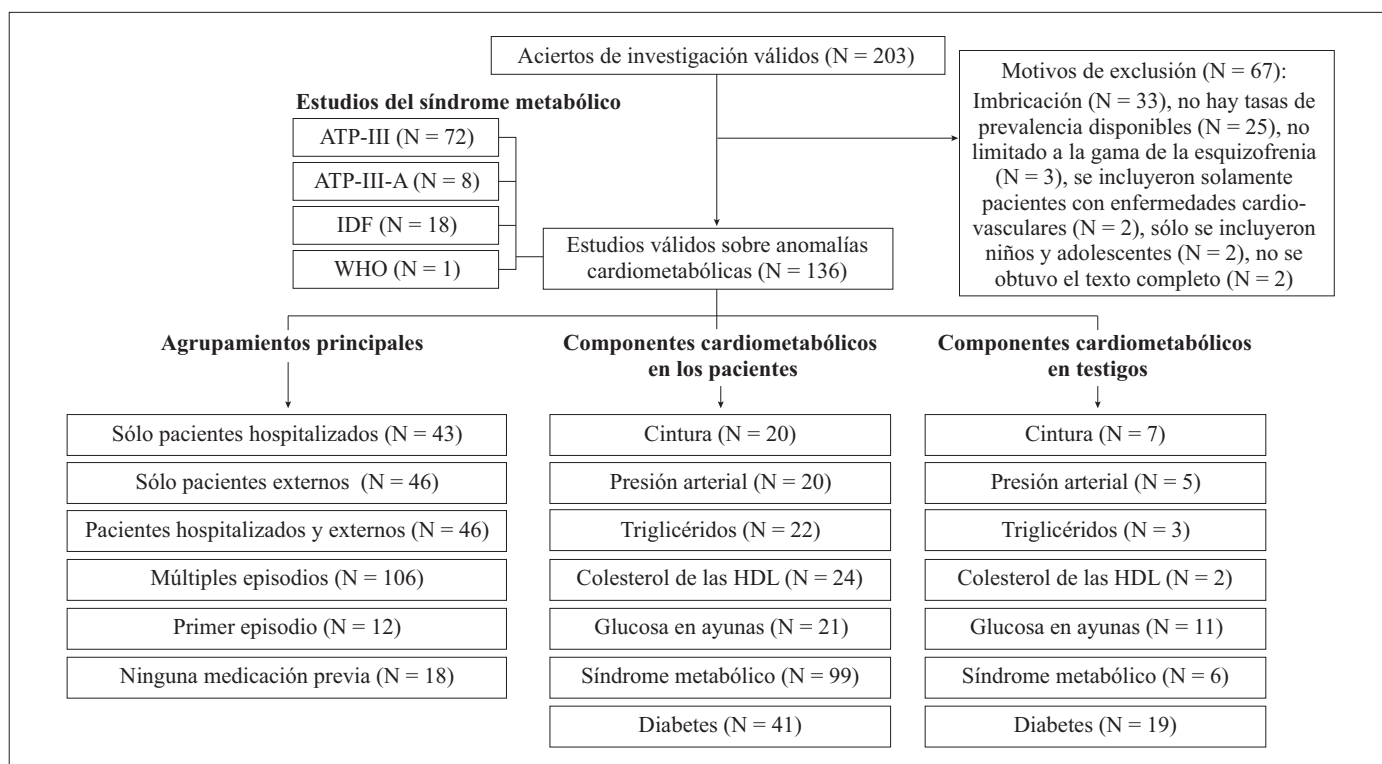 Aciertos de investigación válidos (N = 203)
Motivos de exclusión (N = 67):
Imbricación (N = 33), no hay tasas de
prevalencia disponibles (N = 25), no
limitado a la gama de la esquizofrenia
(N = 3), se incluyeron solamente
pacientes con enfermedades cardio-
vasculares (N = 2), sólo se incluyeron
niños y adolescentes (N = 2), no se
obtuvo el texto completo (N = 2)
Estudios del síndrome metabólico
ATP-III (N = 72)
ATP-III-A (N = 8)
IDF (N = 18)
WHO (N = 1)
Estudios válidos sobre anomalías
cardiometabólicas (N = 136)
Agrupamientos principales
Sólo pacientes hospitalizados (N = 43)
Sólo pacientes externos (N = 46)
Pacientes hospitalizados y externos (N = 46)
Múltiples episodios (N = 106)
Primer episodio (N = 12)
Ninguna medicación previa (N = 18)
Componentes cardiometabólicos
en los pacientes
Cintura (N = 20)
Presión arterial (N = 20)
Triglicéridos (N = 22)
Colesterol de las HDL (N = 24)
Glucosa en ayunas (N = 21)
Síndrome metabólico (N = 99)
Diabetes (N = 41)
Componentes cardiometabólicos
en testigos
Cintura (N = 7)
Presión arterial (N = 5)
Triglicéridos (N = 3)
Colesterol de las HDL (N = 2)
Glucosa en ayunas (N = 11)
Síndrome metabólico (N = 6)
Diabetes (N = 19)